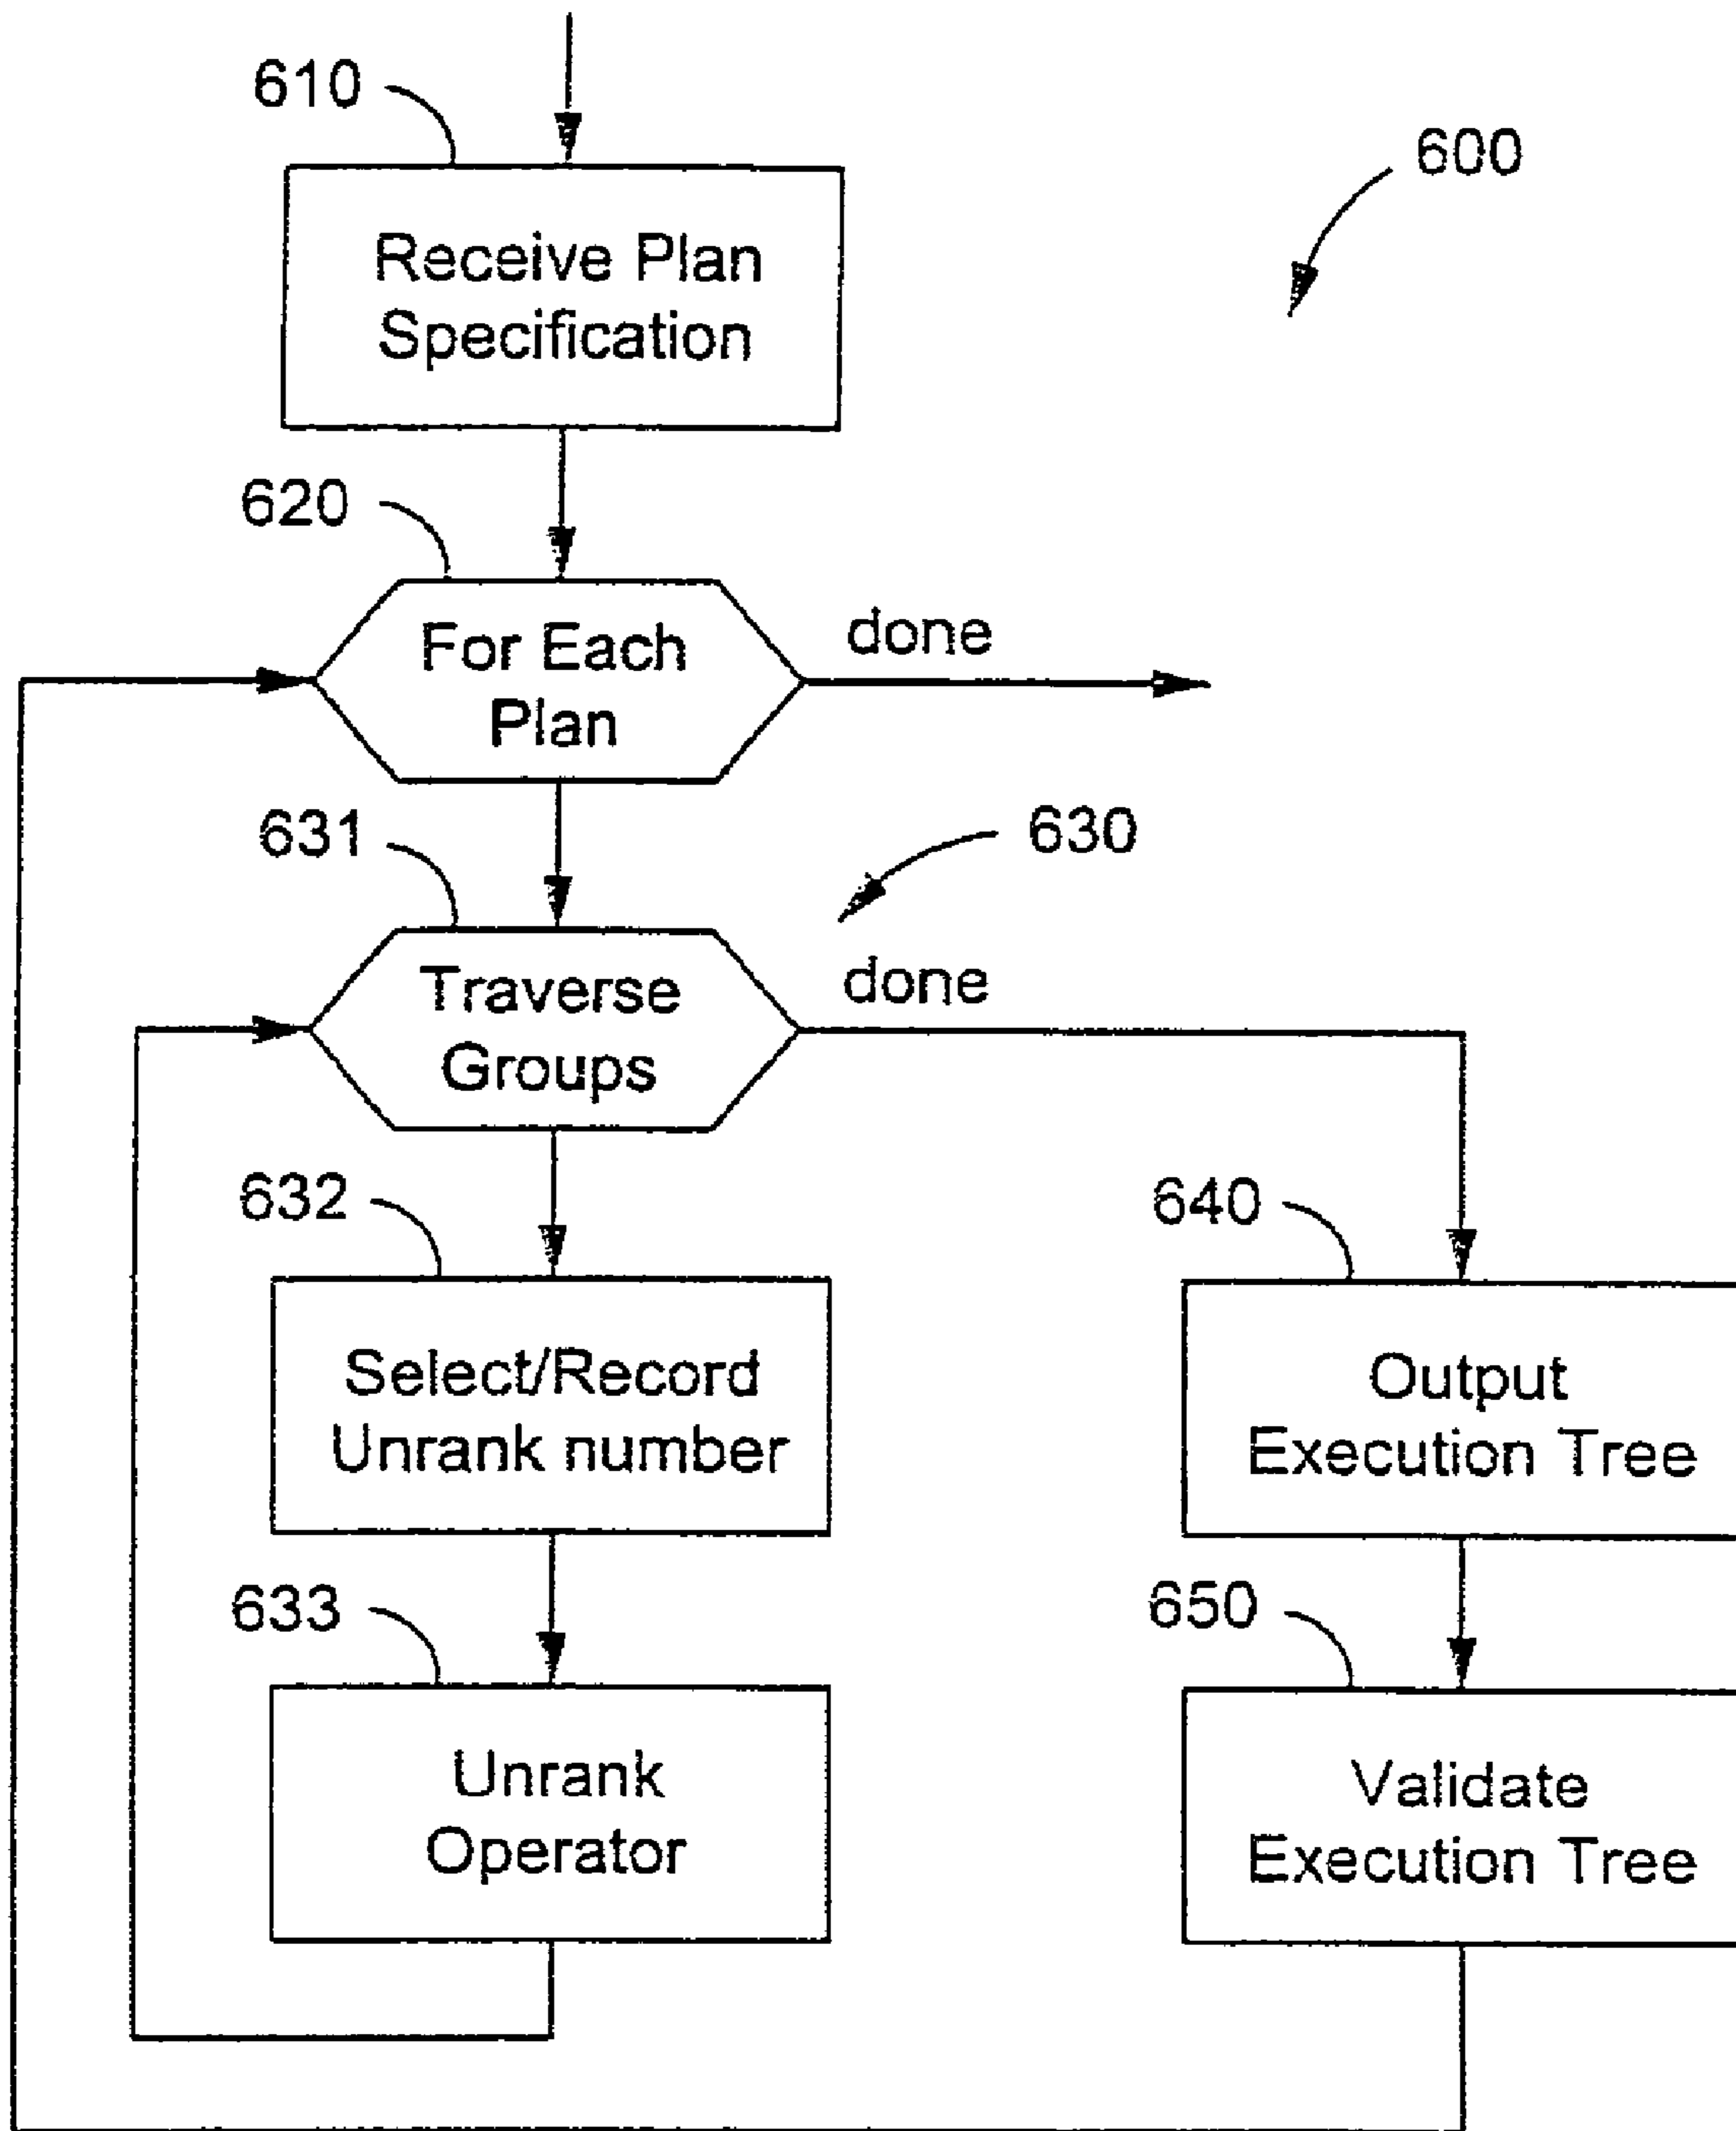 610
600
Receive Plan
Specification
620
For Each
Plan
done
631
630
Traverse
Groups
done
632
640
Select/Record
Unrank number
Output
Execution Tree
633
650
Unrank
Operator
Validate
Execution Tree